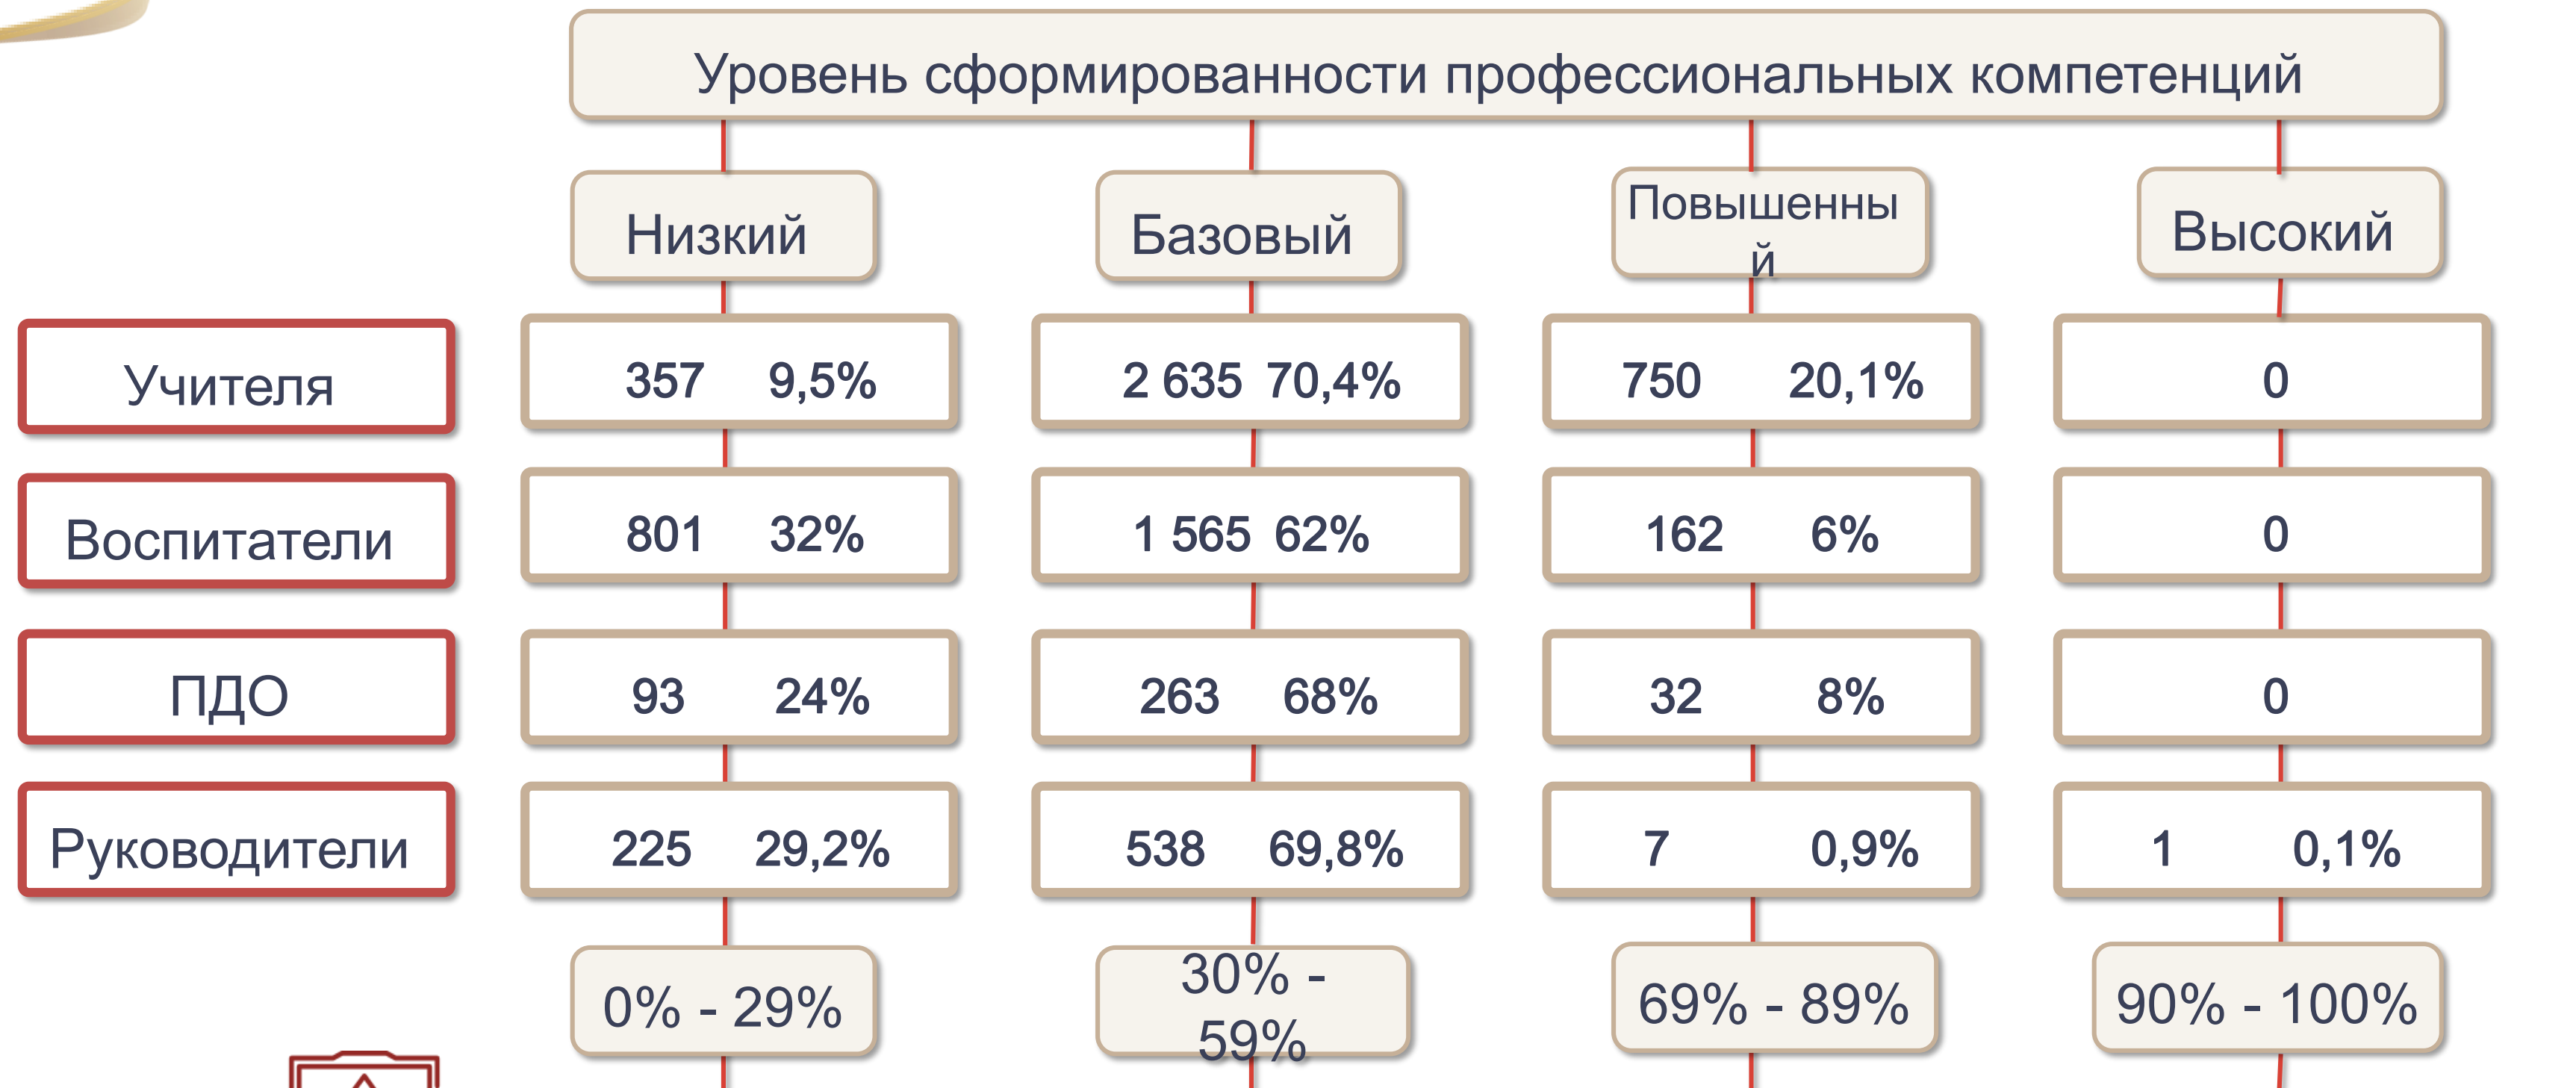 Уровень сформированности профессиональных компетенций
Низкий
Базовый
Повышенны
й
Высокий
Учителя
357 9,5%
2 635 70,4%
750 20,1%
0
Воспитатели
801 32%
1 565 62%
162 6%
0
ПДО
93 24%
263 68%
32 8%
0
Руководители
225 29,2%
538 69,8%
7 0,9%
1 0,1%
0% - 29%
30% -
59%
69% - 89%
90% - 100%